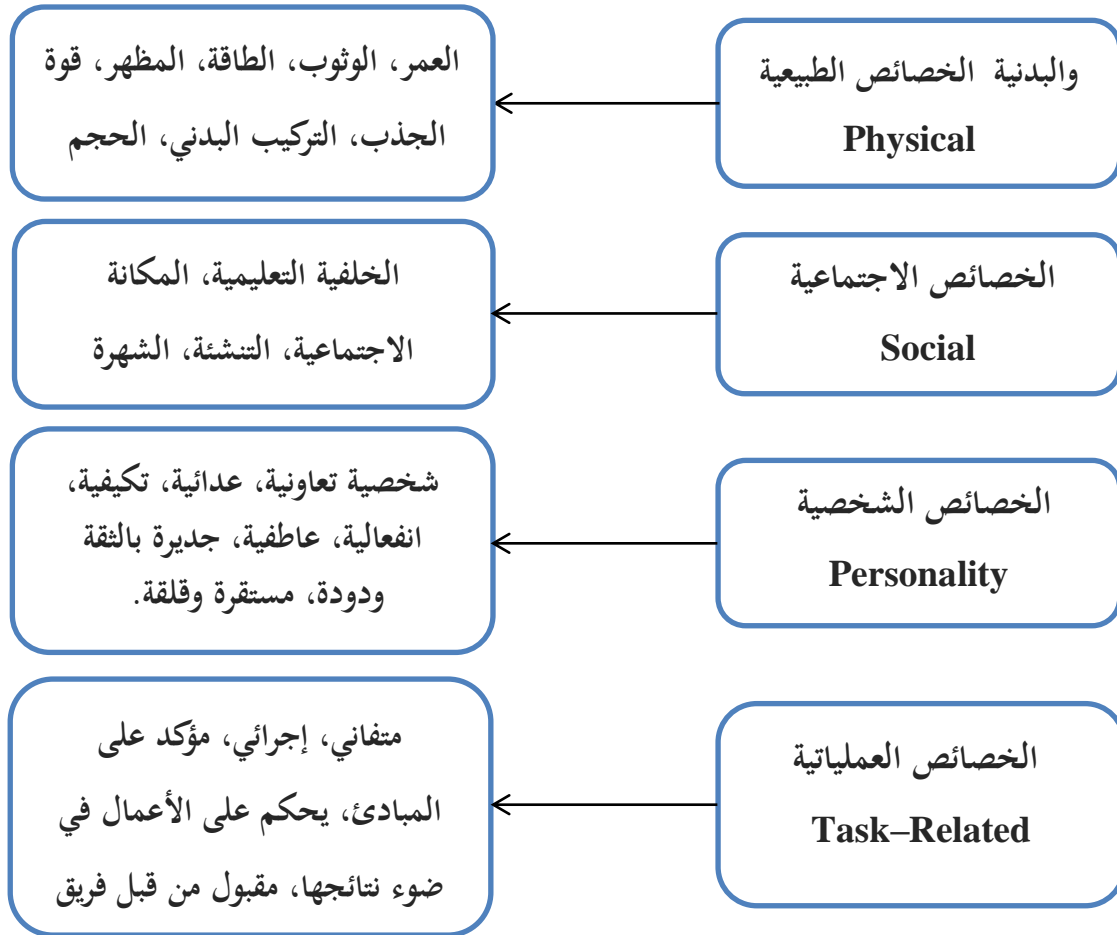 والبدنية الخصائص الطبيعية
Physical
العمر، الوثوب، الطاقة، المظهر، قوة
الجذب، التركيب البدني، الحجم
الخصائص الاجتماعية
Social
الخلفية التعليمية، المكانة
الاجتماعية، التنشئة، الشهرة
الخصائص الشخصية
Personality
شخصية تعاونية، عدائية، تكيفية،
انفعالية، عاطفية، جديرة بالثقة
ودودة، مستقرة وقلقة.
الخصائص العملياتية
Task–Related
متفاني، إجرائي، مؤكد على
المبادئ، يحكم على الأعمال في
ضوء نتائجها، مقبول من قبل فريق